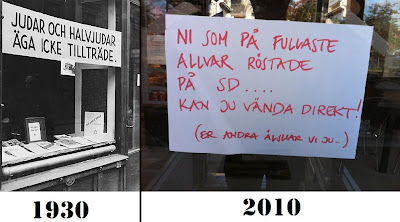 JUDAR OCH HALVJUDAR
ÄGA ICKE TILLTRÄDE.
NI SOM PÅ FULLASTE
ALLVAR RÖSTADE
PÅ SD....
KAN JU VÄNDA DIREKT!
(ER ANDRA ÄLSKAR VI JU..)
1930
2010